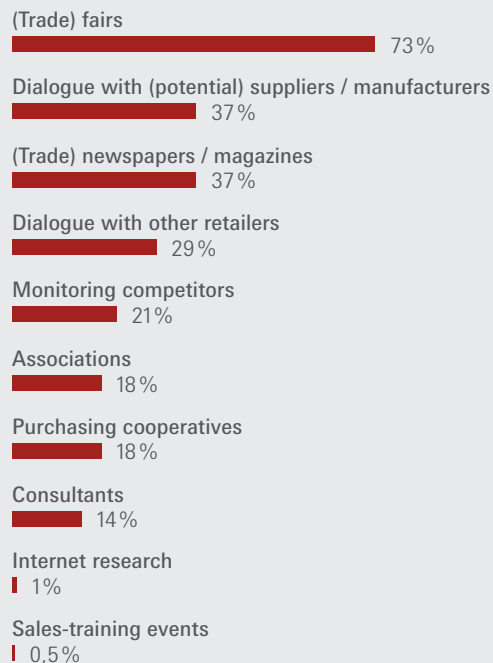 (Trade) fairs
73%
Dialogue with (potential) suppliers / manufacturers
37%
(Trade) newspapers / magazines
37%
Dialogue with other retailers
29%
Monitoring competitors
21%
Associations
18%
Purchasing cooperatives
18%
Consultants
14%
Internet research
1%
Sales-training events
0,5%